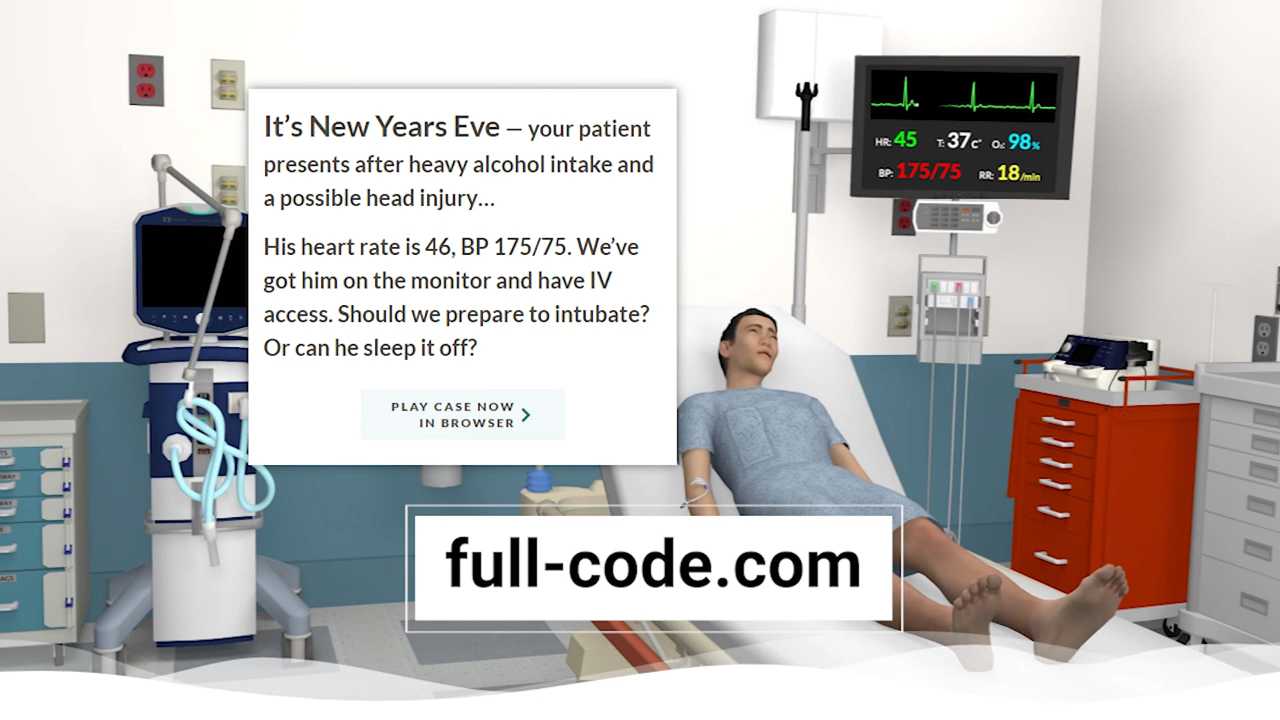 It’s New Years Eve – your patient
presents after heavy alcohol intake and
a possible head injury…
His heart rate is 46, BP 175/75. We’ve
got him on the monitor and have IV
access. Should we prepare to intubate?
Or can he sleep it off?
PLAY CASE NOW
IN BROWSER
HR: 45 T: 37c° O₂: 98%
BP: 175/75 RR: 18/min
full-code.com